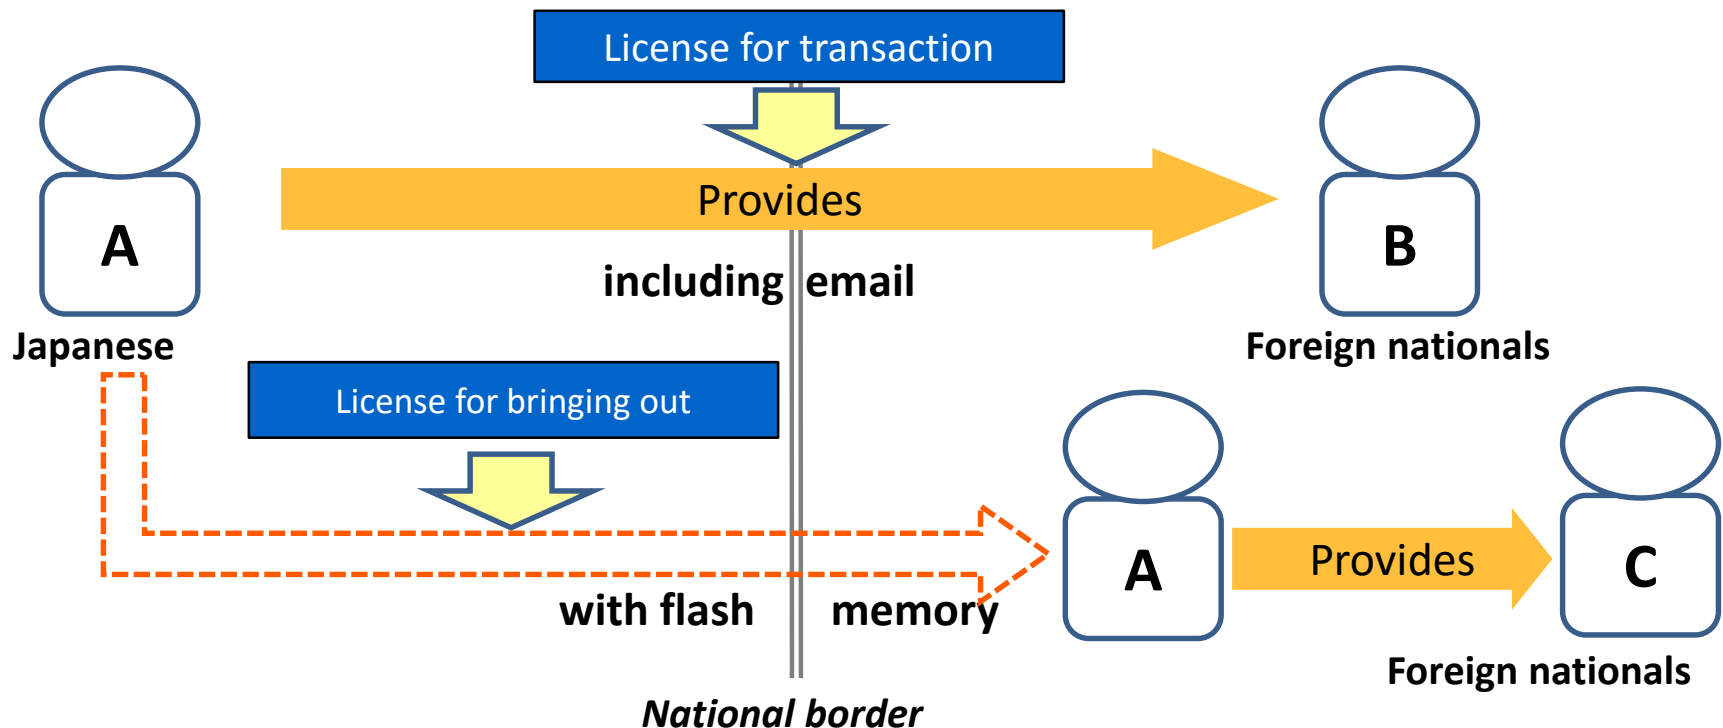 License for transaction
Provides
A
B
including email
Japanese
Foreign nationals
License for bringing out
A
Provides
C
with flash memory
Foreign nationals
National border